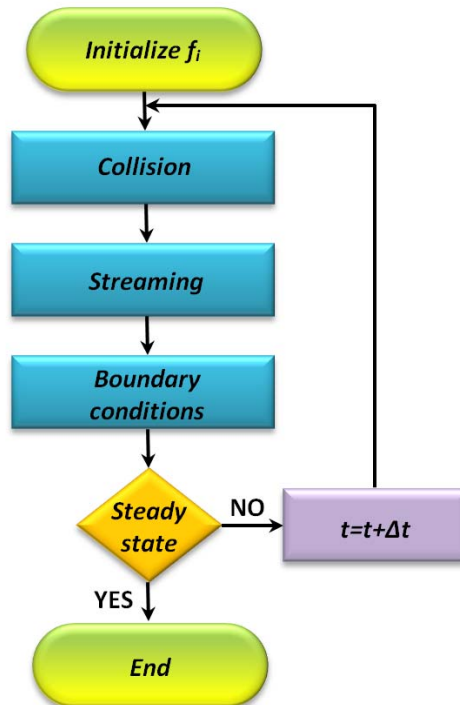 Initialize fᵢ
Collision
Streaming
Boundary
conditions
Steady
state
NO
t=t+Δt
YES
End